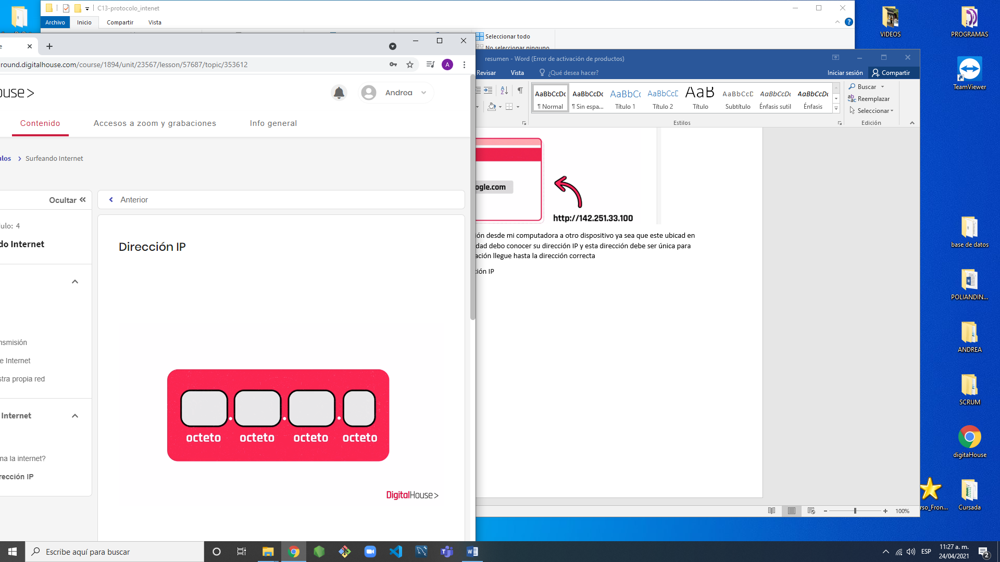 C13-protocolo_intenet
Archivo
Inicio
Compartir
Vista
Seleccionar todo
No seleccionar ninguno
e
round.digitalhouse.com/course/1894/unit/23567/lesson/57687/topic/353612
A
ouse>
Andrea
Contenido
Accesos a zoom y grabaciones
Info general
ulos > Surfeando Internet
Ocultar
Anterior
ulo: 4
do Internet
nsmisión
e Internet
stra propia red
Internet
na la internet?
rección IP
Dirección IP
octeto
octeto
octeto
octeto
DigitalHouse>
resumen - Word (Error de activación de productos)
Revisar
Vista
¿Qué desea hacer?
Iniciar sesión
Compartir
AaBbCcDc
¶ Normal
AaBbCcDc
¶ Sin espa...
AaBbCc
Título 1
AaBbCcD
Título 2
AaB
Título
AaBbCcD
Subtítulo
AaBbCcDc
Énfasis sutil
AaBbCcDc
Énfasis
Estilos
Buscar
Reemplazar
Seleccionar
Edición
ogle.com
http://142.251.33.100
ión desde mi computadora a otro dispositivo ya sea que este ubicad en
dad debo conocer su dirección IP y esta dirección debe ser única para
ación llegue hasta la dirección correcta
ción IP
100%
VIDEOS
PROGRAMAS
TeamViewer
base de datos
POLIANDIN...
ANDREA
SCRUM
digitaHouse
rso_Fron...
Cursada
Escribe aquí para buscar
ESP
11:27 a. m.
24/04/2021
2